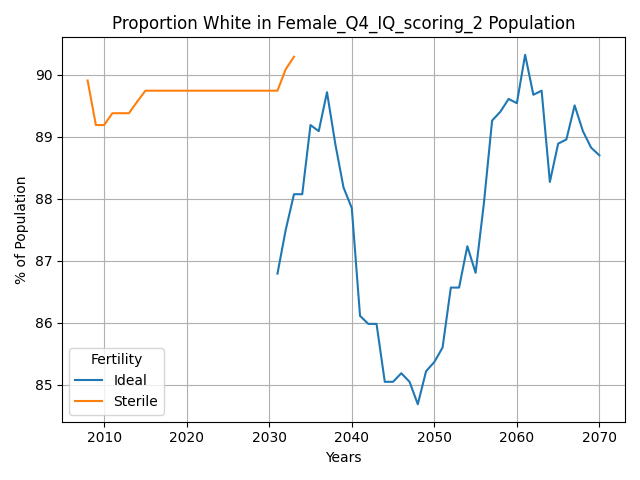 Proportion White in Female_Q4_IQ_scoring_2 Population
% of Population
90
89
88
87
86
85
Fertility
Ideal
Sterile
2010 2020 2030 2040 2050 2060 2070
Years